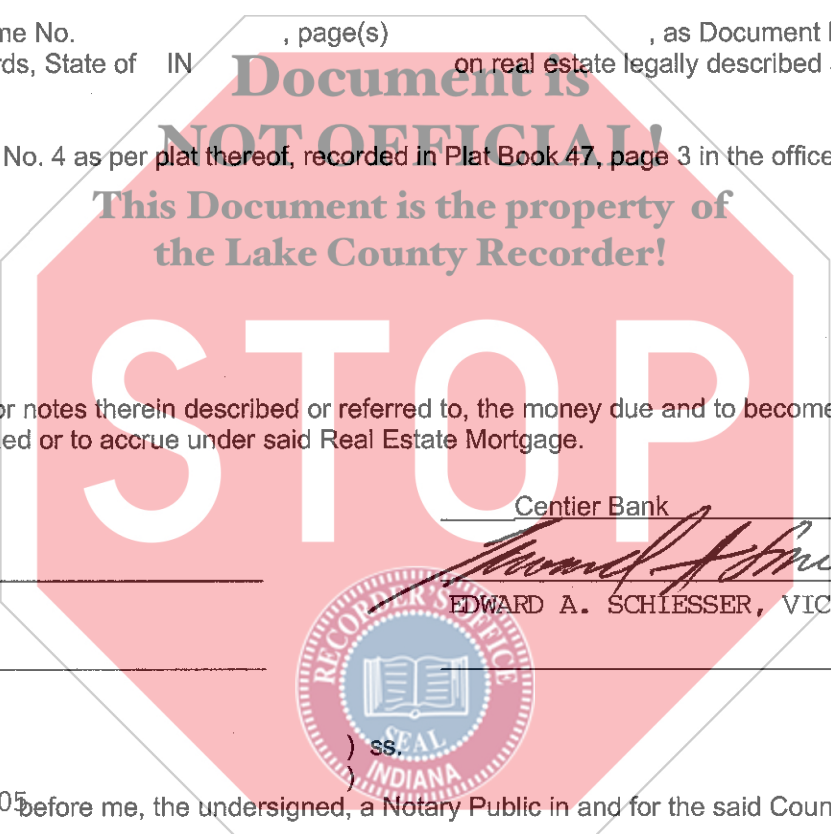 me No. , page(s) , as Document
rds, State of IN on real estate legally described
Document is
NOT OFFICIAL!
No. 4 as per plat thereof, recorded in Plat Book 47, page 3 in the office
This Document is the property of
the Lake County Recorder!
STOP
or notes therein described or referred to, the money due and to become
ed or to accrue under said Real Estate Mortgage.
Centier Bank
EDWARD A. SCHIESSER, VIC
RECORDER'S OFFICE
SEAL
INDIANA
) ss.
)
05 before me, the undersigned, a Notary Public in and for the said Coun